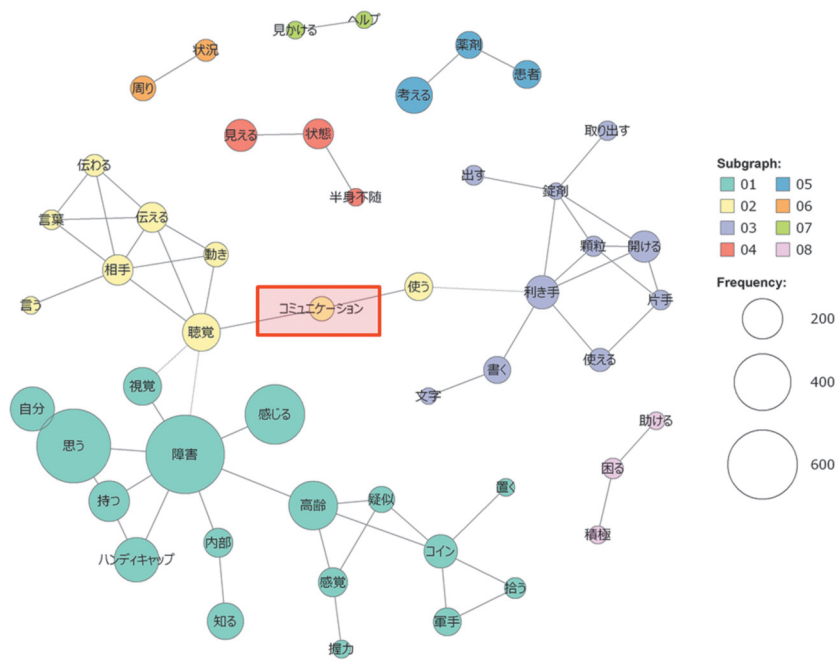 見かける
ヘルプ
状況
周り
薬剤
患者
考える
見える
状態
半身不随
取り出す
出す
錠剤
顆粒
開ける
利き手
片手
使える
書く
文字
伝わる
言葉
伝える
相手
動き
言う
聴覚
コミュニケーション
使う
視覚
自分
思う
障害
感じる
持つ
ハンディキャップ
内部
知る
高齢
疑似
置く
コイン
感覚
拾う
軍手
握力
助ける
困る
積極
Subgraph:
01 05
02 06
03 07
04 08
Frequency:
200
400
600